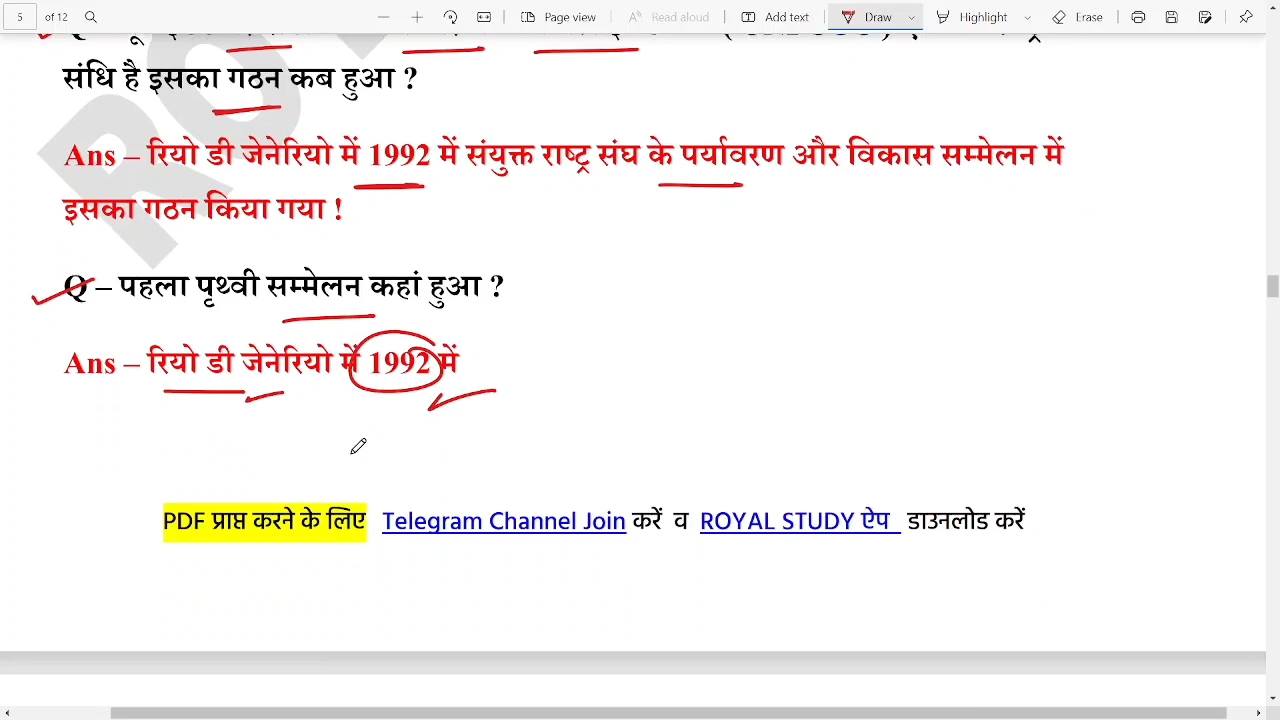 5 of 12 Page view Read aloud Add text Draw Highlight Erase
संधि है इसका गठन कब हुआ ?
Ans – रियो डी जेनेरियो में 1992 में संयुक्त राष्ट्र संघ के पर्यावरण और विकास सम्मेलन में
इसका गठन किया गया !
Q – पहला पृथ्वी सम्मेलन कहां हुआ ?
Ans – रियो डी जेनेरियो में 1992 में
PDF प्राप्त करने के लिए Telegram Channel Join करें व ROYAL STUDY ऐप डाउनलोड करें